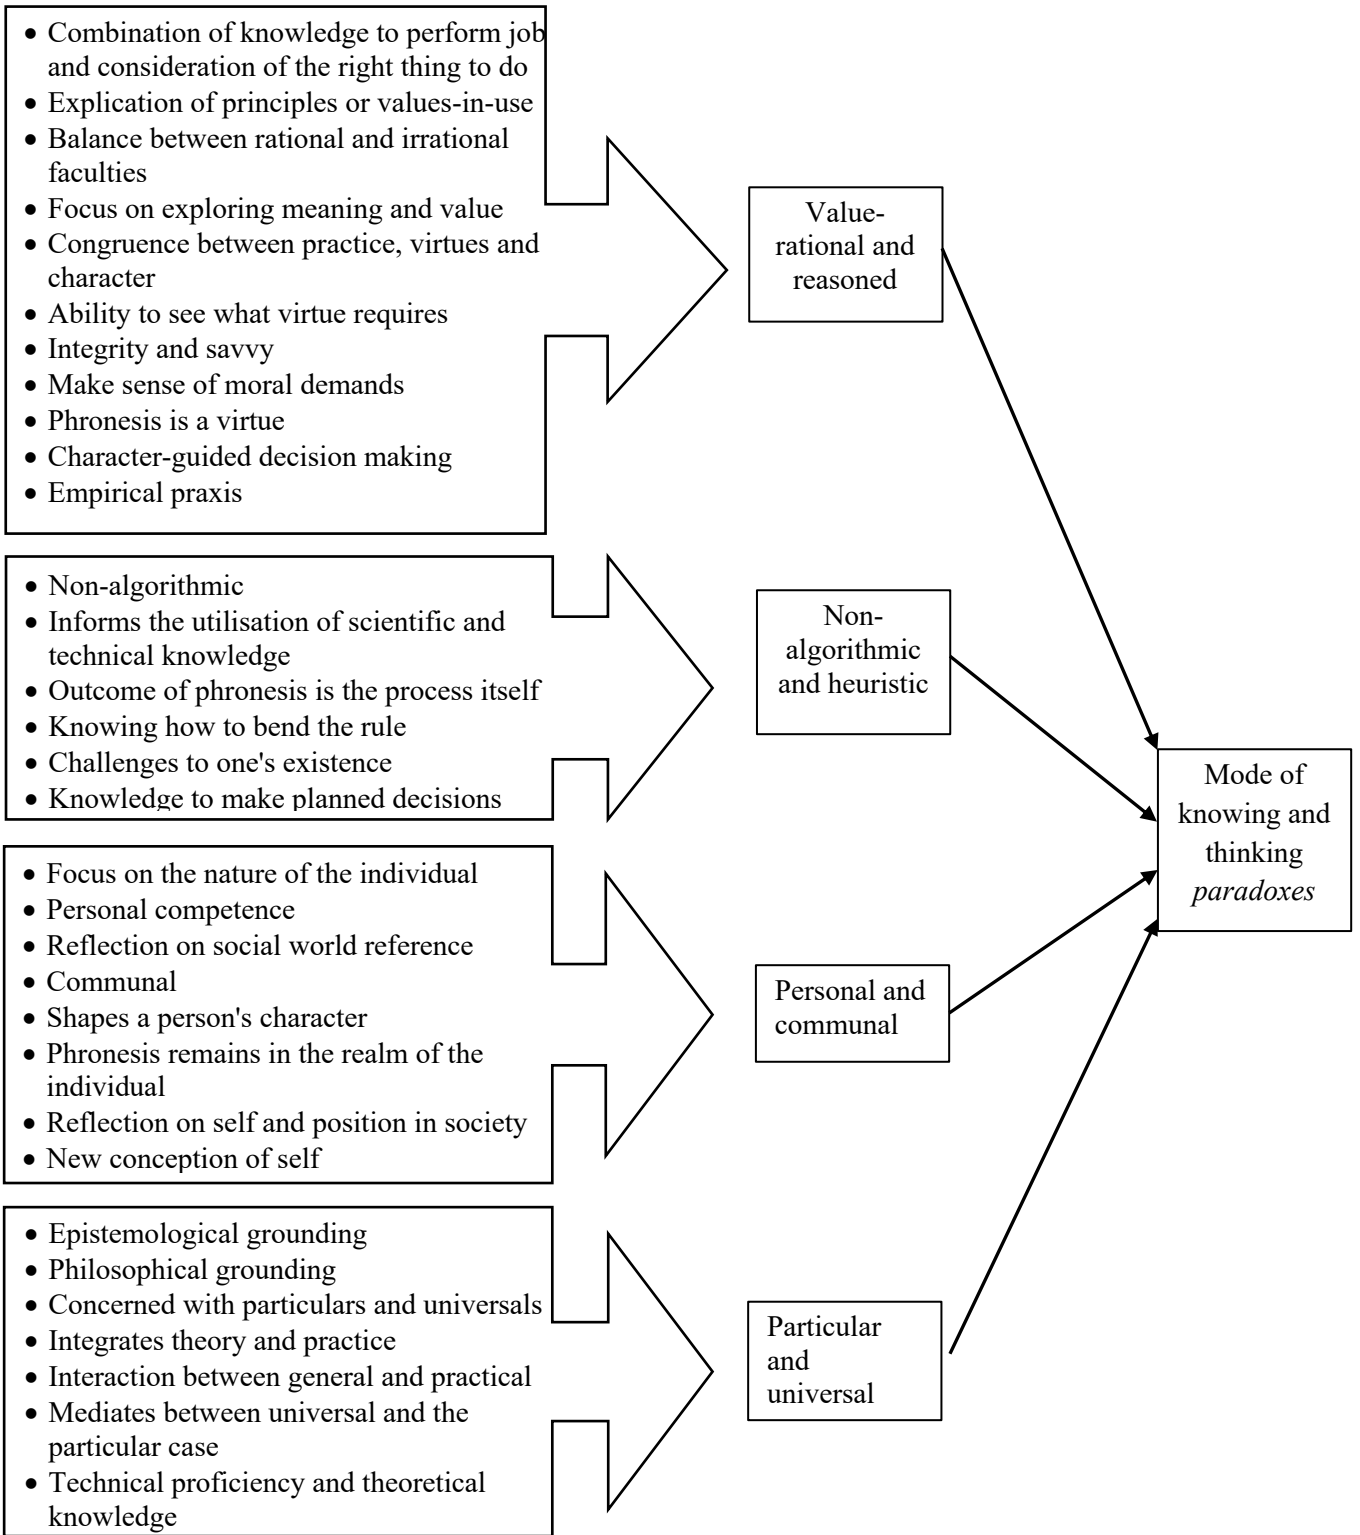 • Combination of knowledge to perform job
and consideration of the right thing to do
• Explication of principles or values-in-use
• Balance between rational and irrational
faculties
• Focus on exploring meaning and value
• Congruence between practice, virtues and
character
• Ability to see what virtue requires
• Integrity and savvy
• Make sense of moral demands
• Phronesis is a virtue
• Character-guided decision making
• Empirical praxis
Value-
rational and
reasoned
• Non-algorithmic
• Informs the utilisation of scientific and
technical knowledge
• Outcome of phronesis is the process itself
• Knowing how to bend the rule
• Challenges to one's existence
• Knowledge to make planned decisions
Non-
algorithmic
and heuristic
• Focus on the nature of the individual
• Personal competence
• Reflection on social world reference
• Communal
• Shapes a person's character
• Phronesis remains in the realm of the
individual
• Reflection on self and position in society
• New conception of self
Personal and
communal
• Epistemological grounding
• Philosophical grounding
• Concerned with particulars and universals
• Integrates theory and practice
• Interaction between general and practical
• Mediates between universal and the
particular case
• Technical proficiency and theoretical
knowledge
Particular
and
universal
Mode of
knowing and
thinking
paradoxes